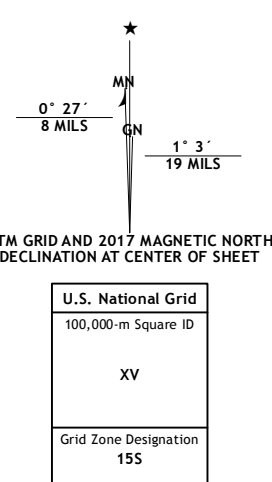 ★
MN
0° 27´
8 MILS
GN
1° 3´
19 MILS
TM GRID AND 2017 MAGNETIC NORTH
DECLINATION AT CENTER OF SHEET
U.S. National Grid
100,000-m Square ID
XV
Grid Zone Designation
15S